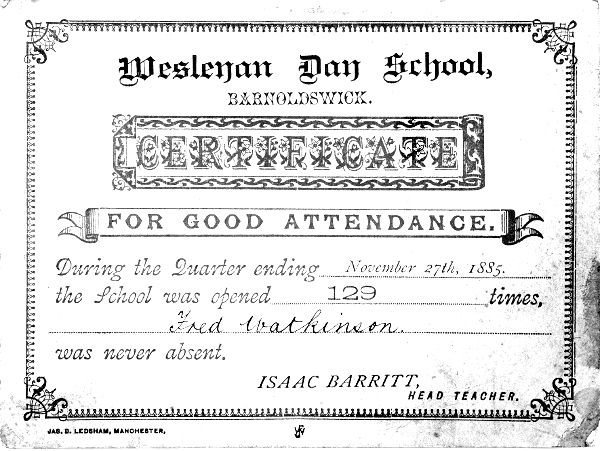 Wesleyan Day School,
BARNOLDSWICK.
CERTIFICATE
FOR GOOD ATTENDANCE.
During the Quarter ending November 27th, 1885.
the School was opened 129 times,
Fred Watkinson.
was never absent.
ISAAC BARRITT,
HEAD TEACHER.
JAS. D. LEDSHAM, MANCHESTER,